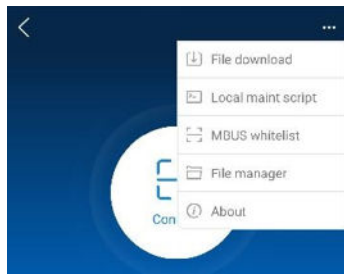 File download
Local maint script
MBUS whitelist
File manager
Con
About